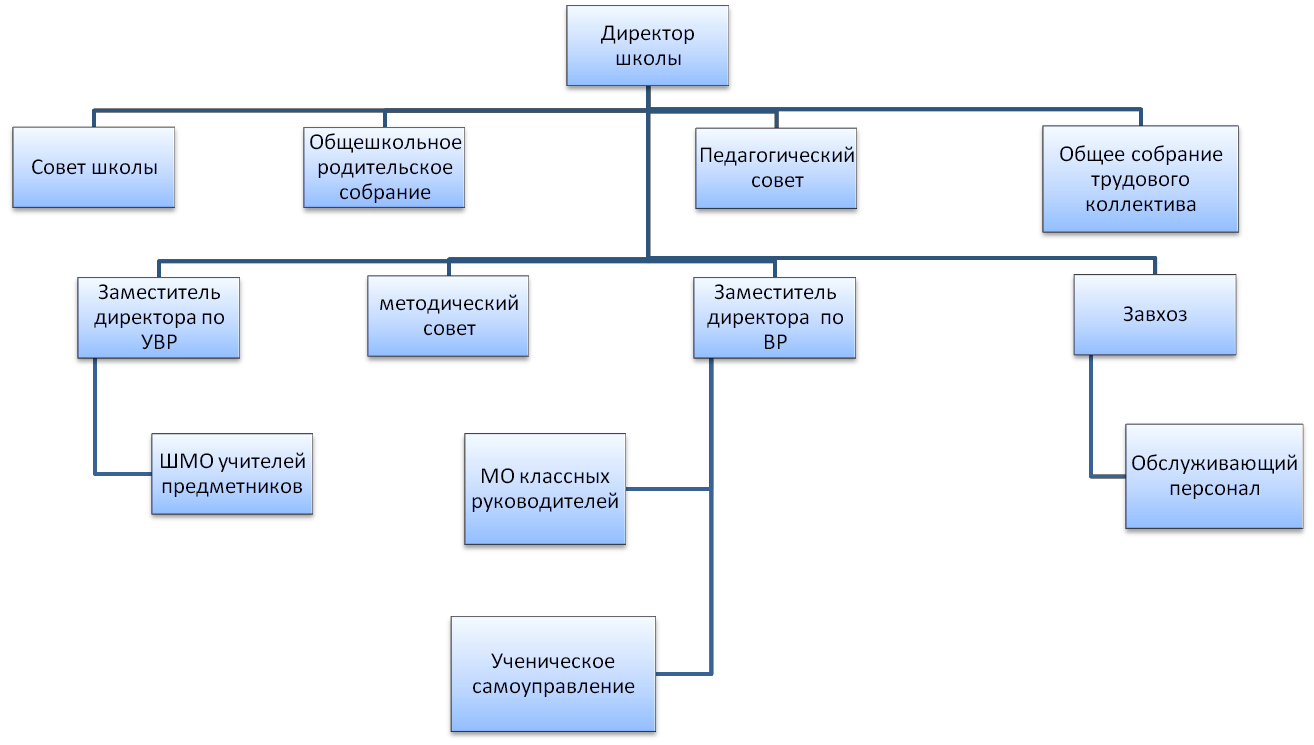 Директор
школы
Совет школы
Общешкольное
родительское
собрание
Педагогический
совет
Общее собрание
трудового
коллектива
Заместитель
директора по
УВР
методический
совет
Заместитель
директора  по
ВР
Завхоз
ШМО учителей
предметников
МО классных
руководителей
Обслуживающий
персонал
Ученическое
самоуправление